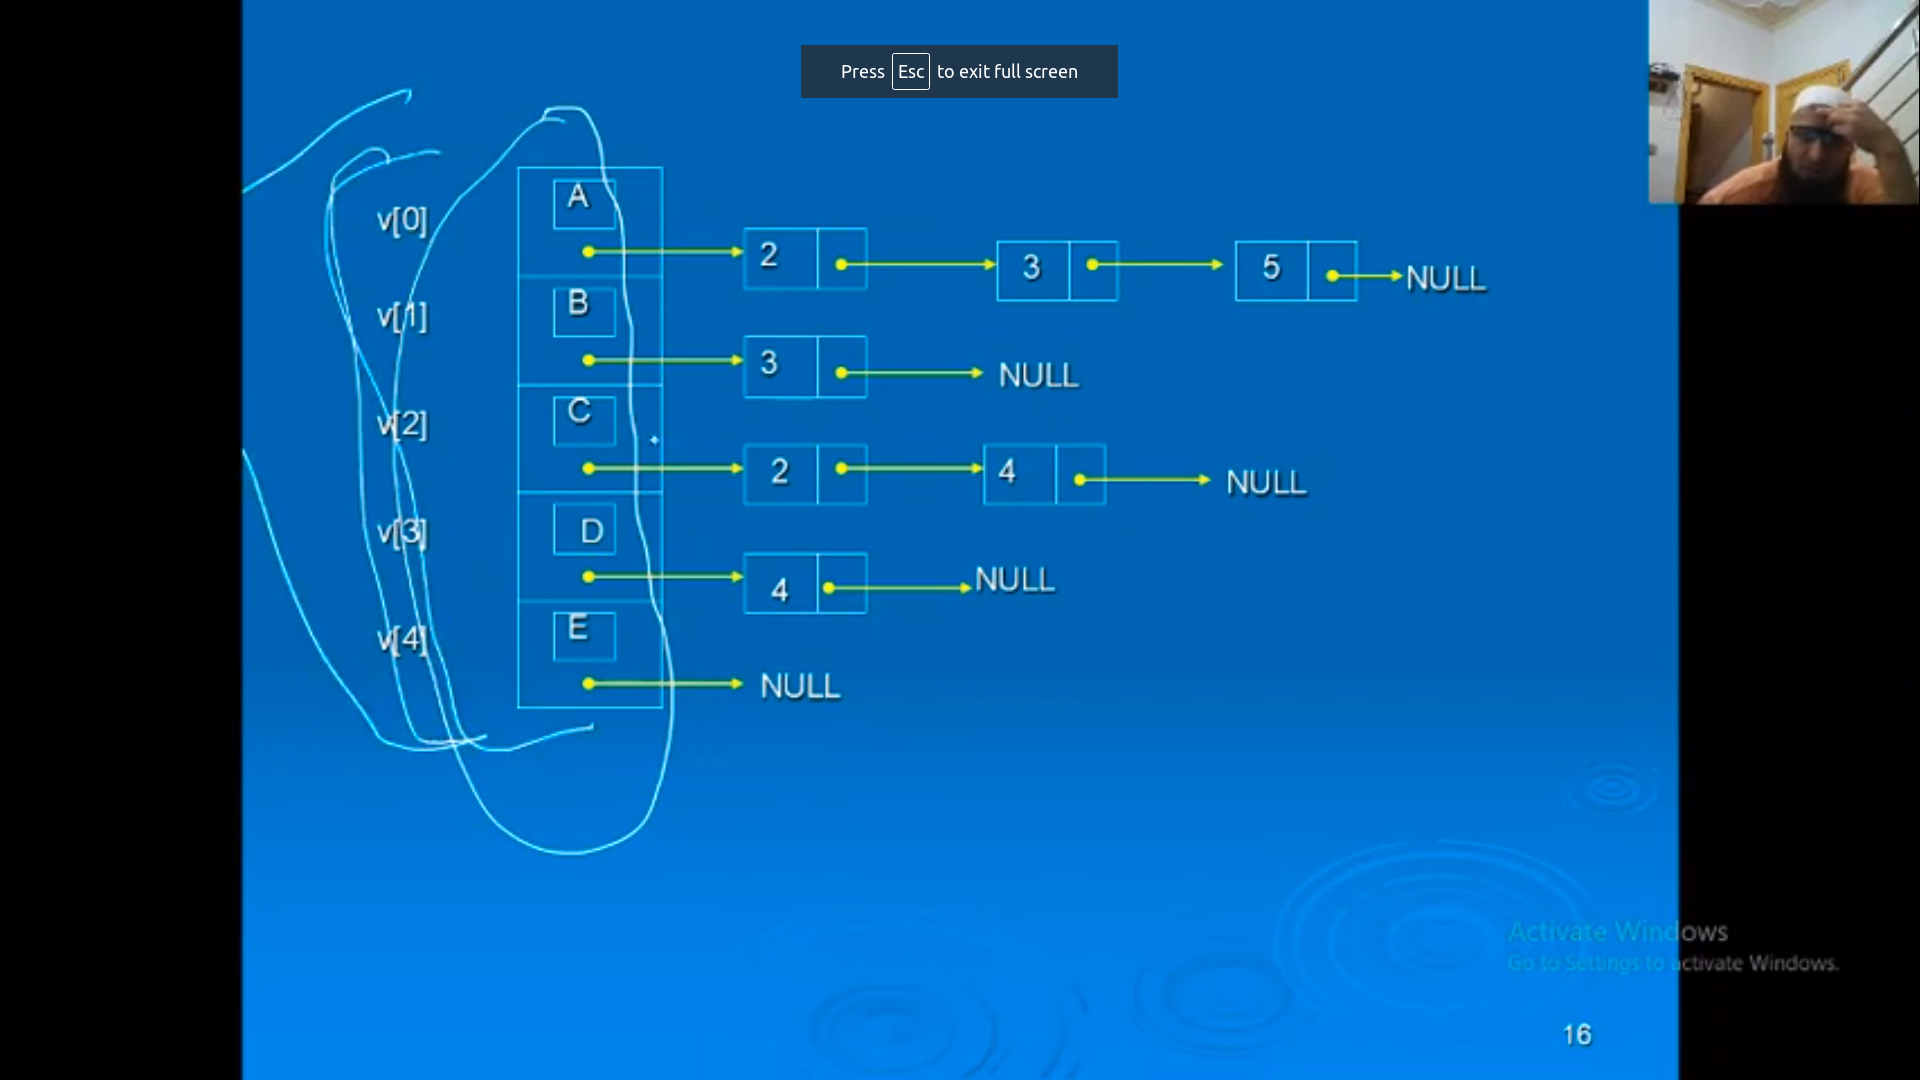 Press Esc to exit full screen
A
v[0]
2 3 5 NULL
B
v[1]
3 NULL
C
v[2]
2 4 NULL
D
v[3]
4 NULL
E
v[4]
NULL
Activate Windows
Go to Settings to activate Windows.
16